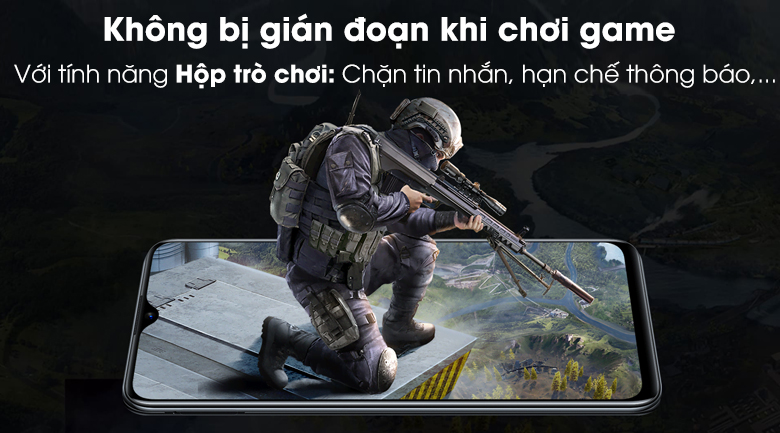 Không bị gián đoạn khi chơi game
Với tính năng Hộp trò chơi: Chặn tin nhắn, hạn chế thông báo,...